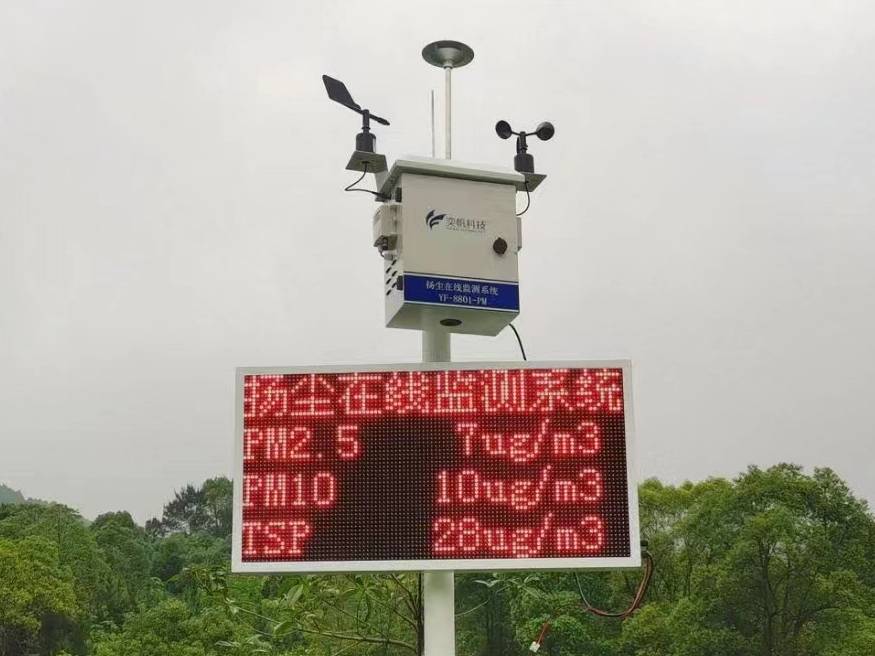 奕帆科技
扬尘在线监测系统
YF-8801-PM
扬尘在线监测系统
PM2.5 7ug/m3
PM10 10ug/m3
TSP 28ug/m3